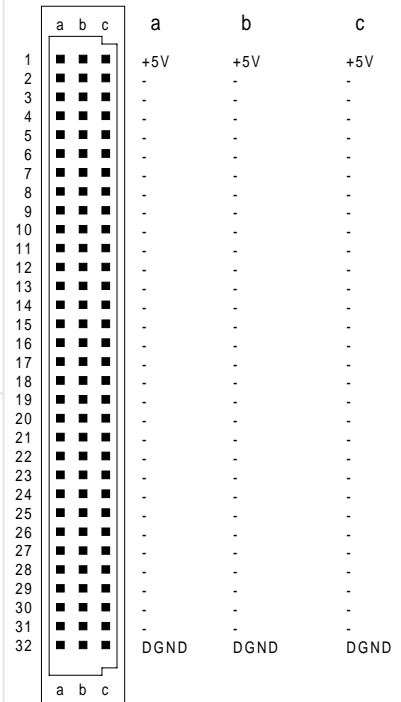 a b c a b c
1 +5V +5V +5V
2 - - -
3 - - -
4 - - -
5 - - -
6 - - -
7 - - -
8 - - -
9 - - -
10 - - -
11 - - -
12 - - -
13 - - -
14 - - -
15 - - -
16 - - -
17 - - -
18 - - -
19 - - -
20 - - -
21 - - -
22 - - -
23 - - -
24 - - -
25 - - -
26 - - -
27 - - -
28 - - -
29 - - -
30 - - -
31 - - -
32 DGND DGND DGND
a b c